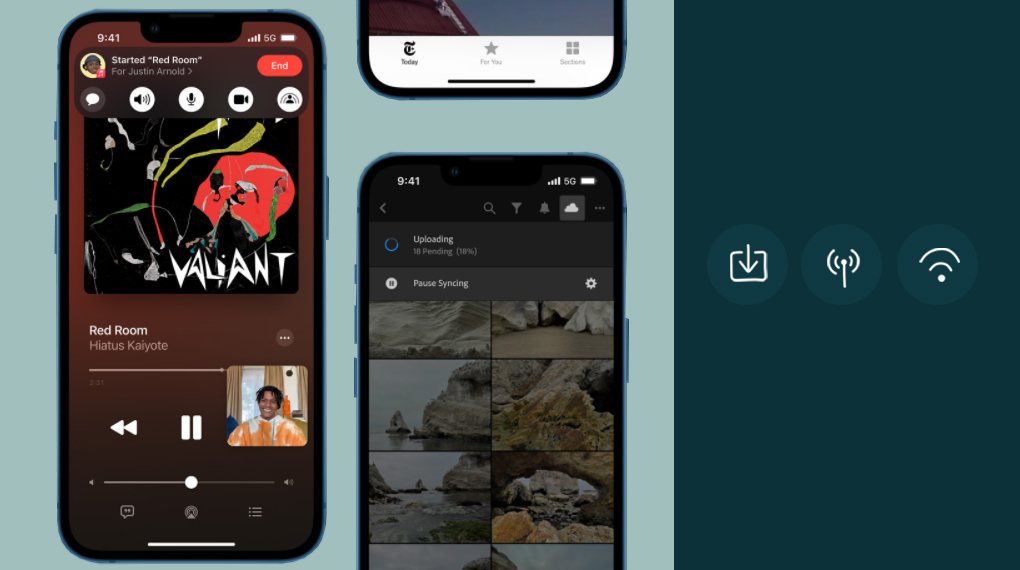 9:41
5G
Started “Red Room”
For Justin Arnold >
End
VALIANT
Red Room
Hiatus Kaiyote
2:21
Today
For You
Sections
9:41
5G
Uploading
18 Pending (18%)
Pause Syncing